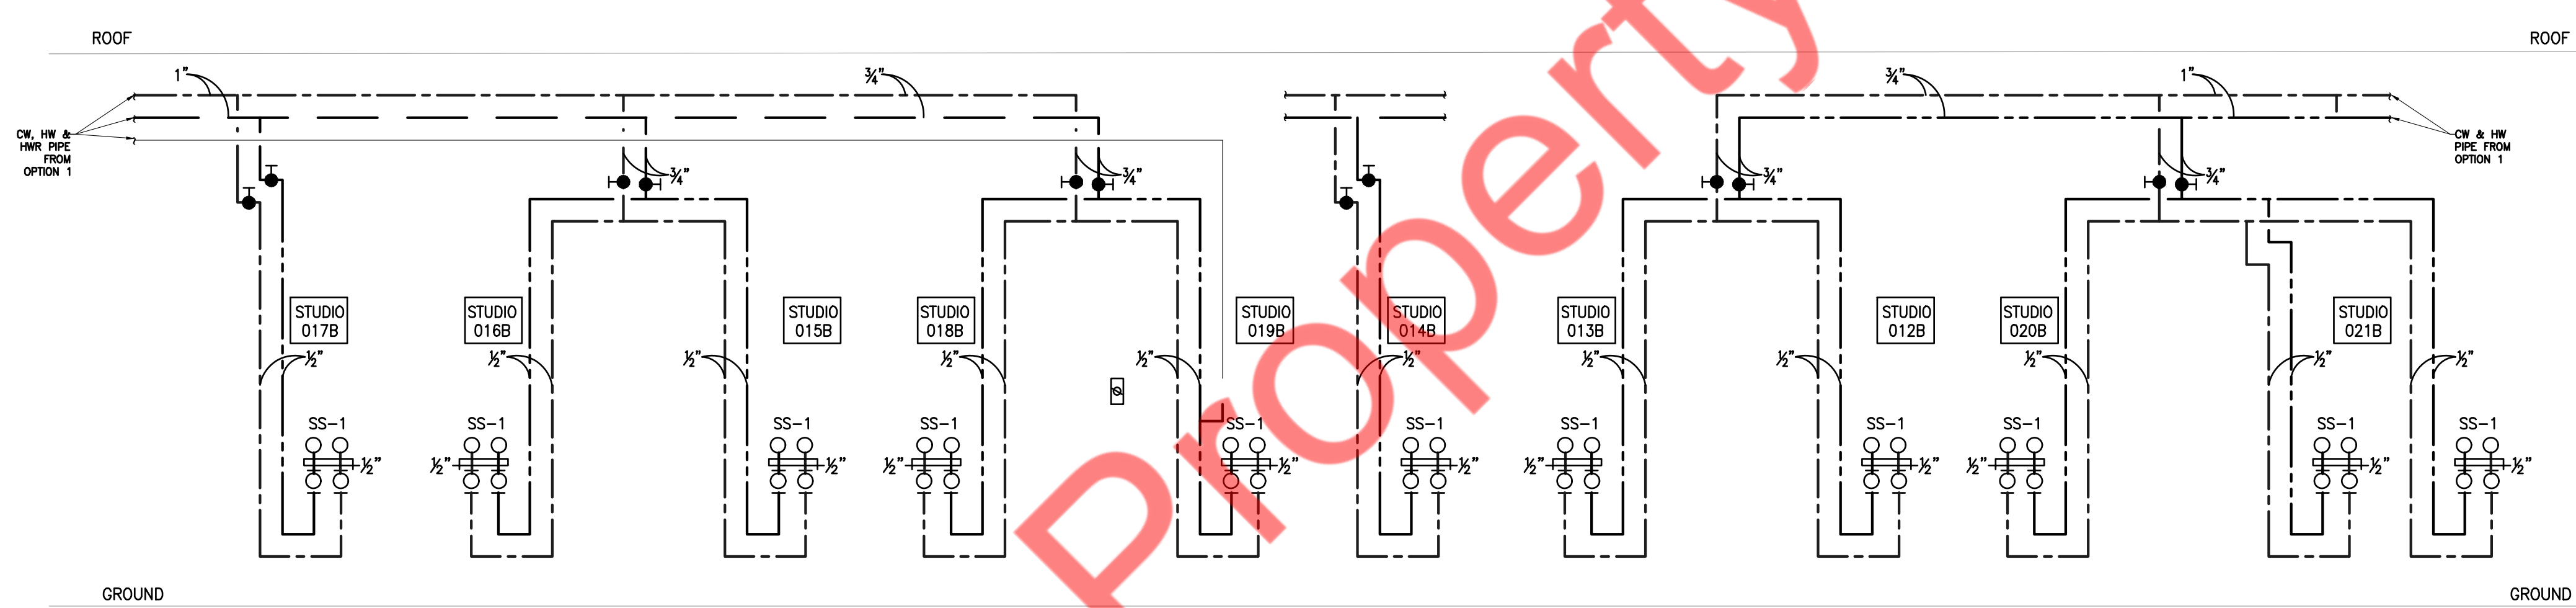 ROOF
ROOF
1"
¾"
¾"
1"
CW, HW &
HWR PIPE
FROM
OPTION 1
CW & HW
PIPE FROM
OPTION 1
¾"
¾"
¾"
¾"
STUDIO
017B
STUDIO
016B
STUDIO
015B
STUDIO
018B
STUDIO
019B
STUDIO
014B
STUDIO
013B
STUDIO
012B
STUDIO
020B
STUDIO
021B
½"
½"
½"
½"
½"
½"
½"
½"
½"
½"
½"
SS-1
SS-1
SS-1
SS-1
SS-1
SS-1
SS-1
SS-1
SS-1
SS-1
SS-1
½"
½"
½"
½"
½"
½"
½"
½"
½"
½"
½"
GROUND
GROUND
Property